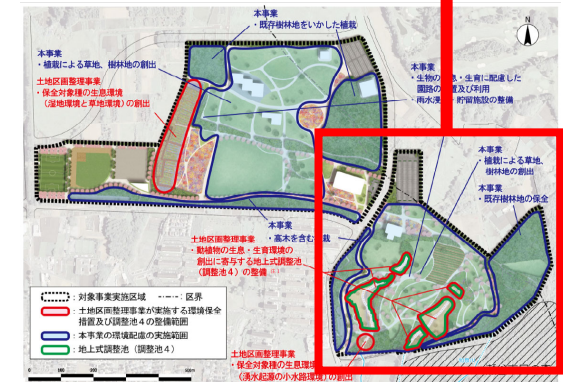 本事業
・既存樹林地をいかした植栽
N
本事業
・植栽による草地、樹林地の創出
土地区画整理事業
・保全対象種の生息環境
（湿地環境と草地環境）の創出
本事業
・生物の
息・生育に配慮した
園路の
置及び利用
・雨水浸
・貯留施設の整備
本事業
・植栽による草地、
樹林地の創出
本事業
・既存樹林地の保全
本事業
・高木を含む
栽
土地区画整理事業
・動植物の生息・生育環境の
創出に寄与する地上式調整池
（調整池４）の整備
：対象事業実施区域
：区界
：土地区画整理事業が実施する環境保全
措置及び調整池４の整備範囲
：本事業の環境配慮の実施範囲
：地上式調整池（調整池４）
土地区画整理事業
・保全対象種の生息環境
（湧水起源の小水路環境）の創出